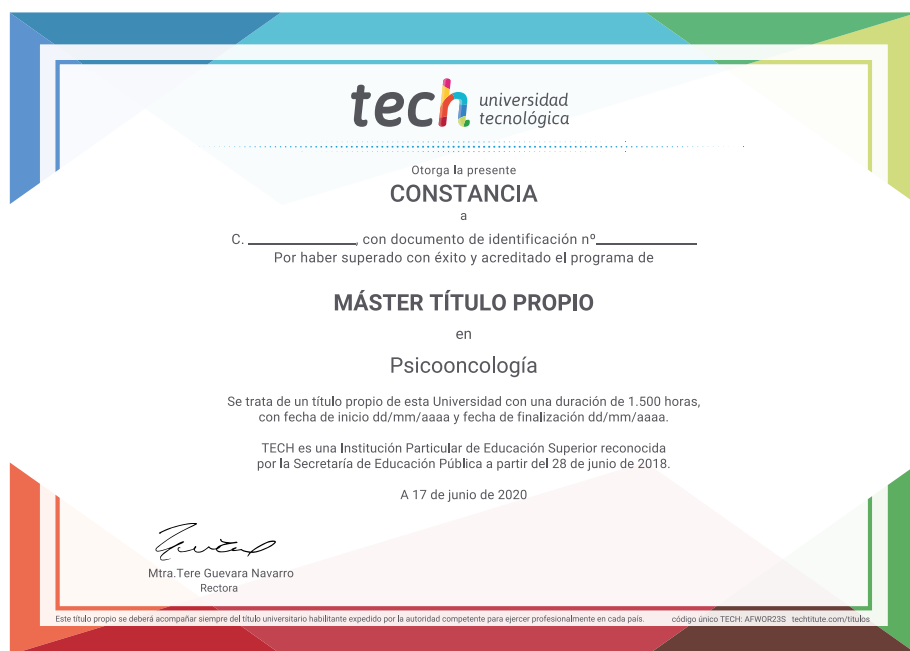 tech universidad
tecnológica
Otorga la presente
CONSTANCIA
a
C. ______________, con documento de identificación nº_____________
Por haber superado con éxito y acreditado el programa de
MÁSTER TÍTULO PROPIO
en
Psicooncología
Se trata de un título propio de esta Universidad con una duración de 1.500 horas,
con fecha de inicio dd/mm/aaaa y fecha de finalización dd/mm/aaaa.
TECH es una Institución Particular de Educación Superior reconocida
por la Secretaría de Educación Pública a partir del 28 de junio de 2018.
A 17 de junio de 2020
Mtra.Tere Guevara Navarro
Rectora
Este título propio se deberá acompañar siempre del título universitario habilitante expedido por la autoridad competente para ejercer profesionalmente en cada país. código único TECH: AFWOR23S techtitute.com/titulos